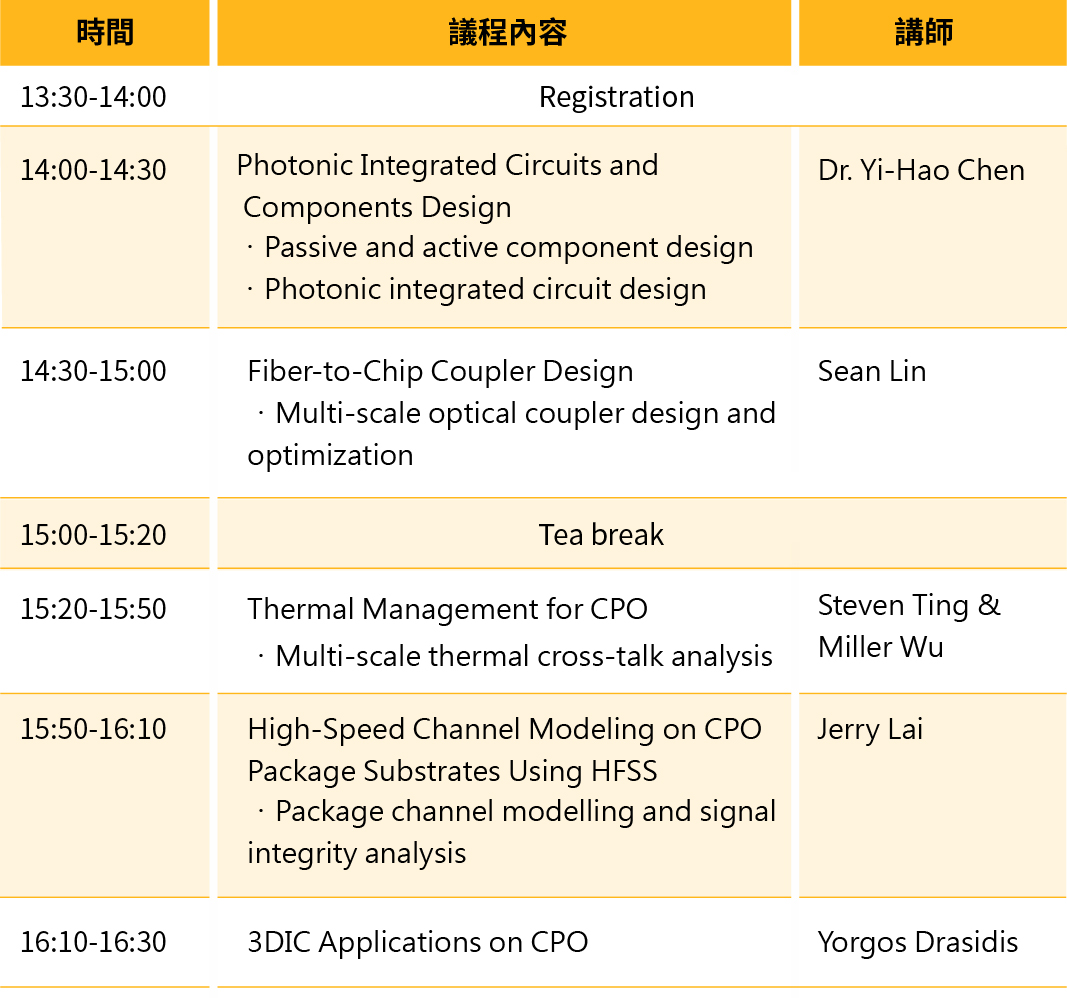 時間 議程內容 講師
13:30-14:00 Registration
14:00-14:30 Photonic Integrated Circuits and Dr. Yi-Hao Chen
Components Design
· Passive and active component design
· Photonic integrated circuit design
14:30-15:00 Fiber-to-Chip Coupler Design Sean Lin
· Multi-scale optical coupler design and
optimization
15:00-15:20 Tea break
15:20-15:50 Thermal Management for CPO Steven Ting &
· Multi-scale thermal cross-talk analysis Miller Wu
15:50-16:10 High-Speed Channel Modeling on CPO Jerry Lai
Package Substrates Using HFSS
· Package channel modelling and signal
integrity analysis
16:10-16:30 3DIC Applications on CPO Yorgos Drasidis